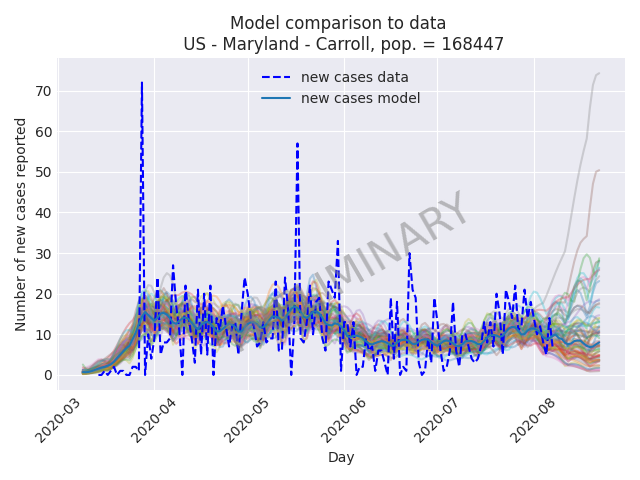 Model comparison to data
US - Maryland - Carroll, pop. = 168447
new cases data
new cases model
Number of new cases reported
70
60
50
40
30
20
10
0
2020-03
2020-04
2020-05
2020-06
2020-07
2020-08
Day